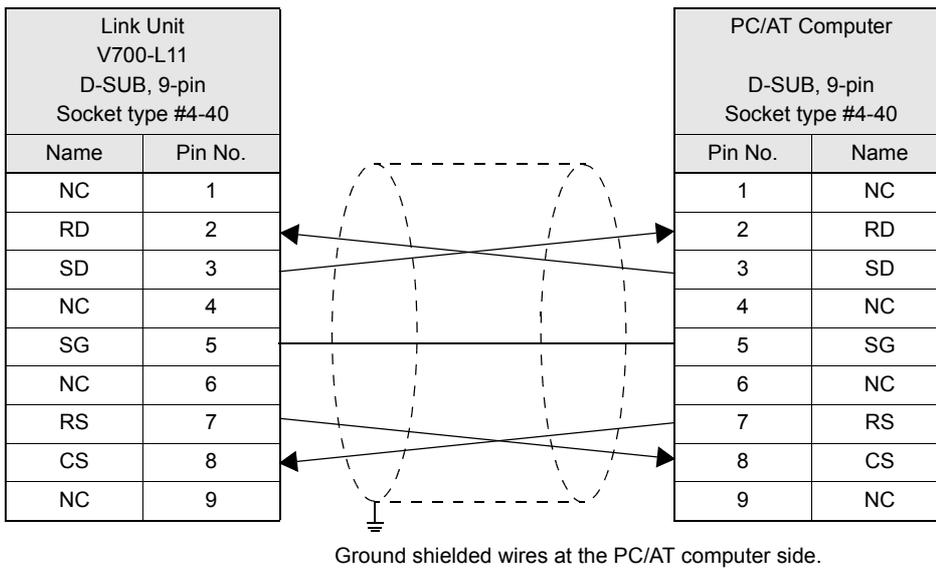 Link Unit
V700-L11
D-SUB, 9-pin
Socket type #4-40
Name Pin No.
NC 1
RD 2
SD 3
NC 4
SG 5
NC 6
RS 7
CS 8
NC 9
PC/AT Computer
D-SUB, 9-pin
Socket type #4-40
Pin No. Name
1 NC
2 RD
3 SD
4 NC
5 SG
6 NC
7 RS
8 CS
9 NC
Ground shielded wires at the PC/AT computer side.